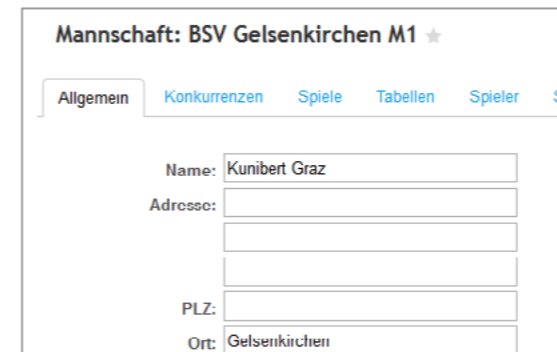 Mannschaft: BSV Gelsenkirchen M1
Allgemein Konkurrenzen Spiele Tabellen Spieler
Name: Kunibert Graz
Adresse:
PLZ:
Ort: Gelsenkirchen